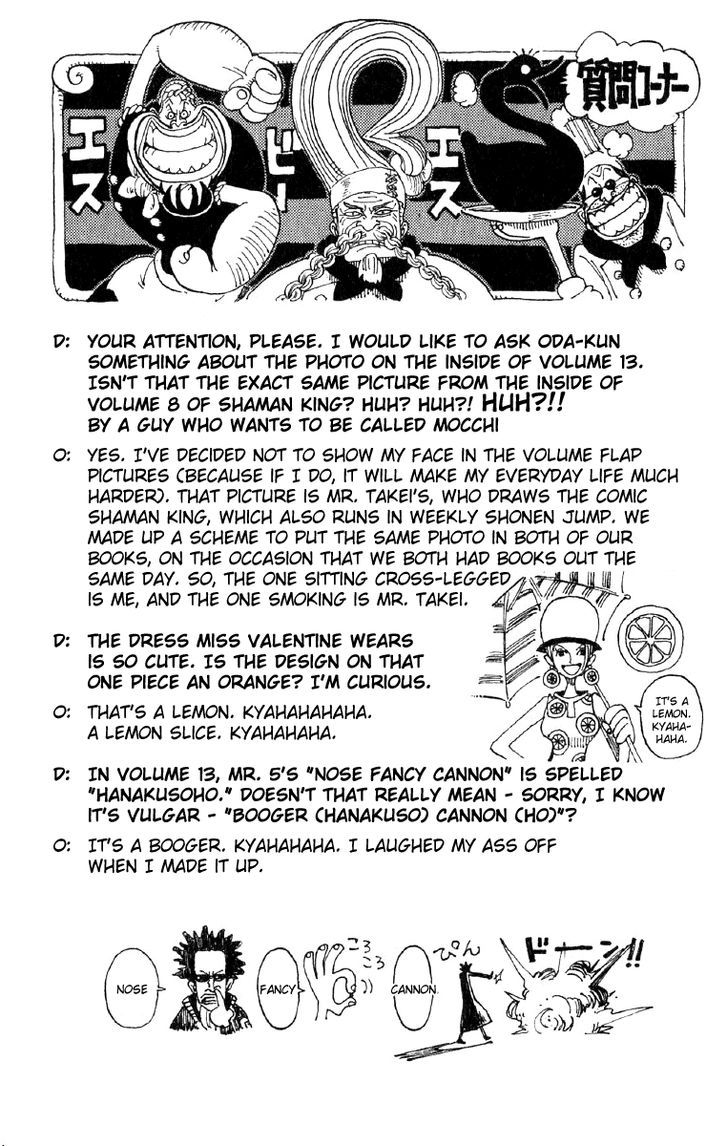 エス
ビー
エス
質問コーナー
D: YOUR ATTENTION, PLEASE. I WOULD LIKE TO ASK ODA-KUN
SOMETHING ABOUT THE PHOTO ON THE INSIDE OF VOLUME 13.
ISN'T THAT THE EXACT SAME PICTURE FROM THE INSIDE OF
VOLUME 8 OF SHAMAN KING? HUH? HUH?! HUH?!!
BY A GUY WHO WANTS TO BE CALLED MOCCHI
O: YES. I'VE DECIDED NOT TO SHOW MY FACE IN THE VOLUME FLAP
PICTURES (BECAUSE IF I DO, IT WILL MAKE MY EVERYDAY LIFE MUCH
HARDER). THAT PICTURE IS MR. TAKEI'S, WHO DRAWS THE COMIC
SHAMAN KING, WHICH ALSO RUNS IN WEEKLY SHONEN JUMP. WE
MADE UP A SCHEME TO PUT THE SAME PHOTO IN BOTH OF OUR
BOOKS, ON THE OCCASION THAT WE BOTH HAD BOOKS OUT THE
SAME DAY. SO, THE ONE SITTING CROSS-LEGGED
IS ME, AND THE ONE SMOKING IS MR. TAKEI.
D: THE DRESS MISS VALENTINE WEARS
IS SO CUTE. IS THE DESIGN ON THAT
ONE PIECE AN ORANGE? I'M CURIOUS.
O: THAT'S A LEMON. KYAHAHAHAHA.
A LEMON SLICE. KYAHAHAHA.
IT'S A
LEMON.
KYAHA-
HAHA.
D: IN VOLUME 13, MR. 5'S "NOSE FANCY CANNON" IS SPELLED
"HANAKUSOHO." DOESN'T THAT REALLY MEAN - SORRY, I KNOW
IT'S VULGAR - "BOOGER (HANAKUSO) CANNON (HO)"?
O: IT'S A BOOGER. KYAHAHAHA. I LAUGHED MY ASS OFF
WHEN I MADE IT UP.
NOSE
FANCY
ころ
ころ
CANNON.
ぴん
ドーン!!